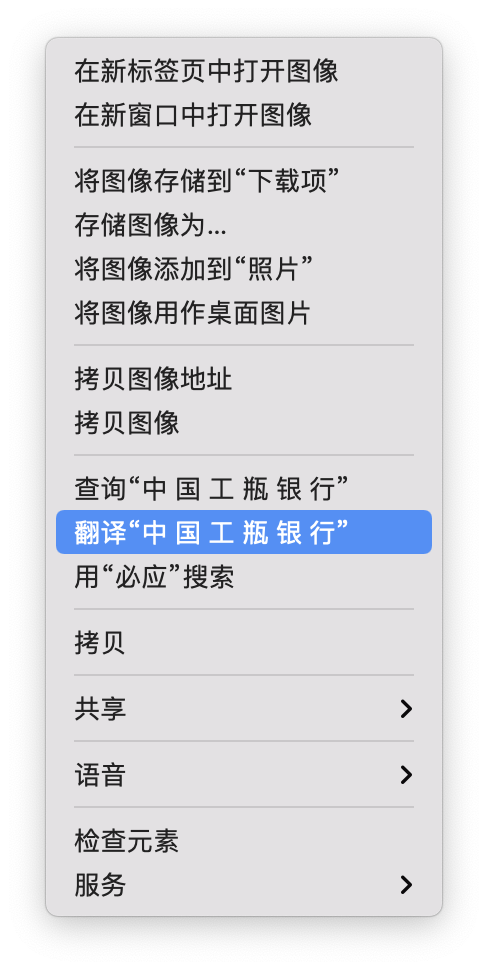 在新标签页中打开图像
在新窗口中打开图像
将图像存储到“下载项”
存储图像为...
将图像添加到“照片”
将图像用作桌面图片
拷贝图像地址
拷贝图像
查询“中 国 工 瓶 银 行”
翻译“中 国 工 瓶 银 行”
用“必应”搜索
拷贝
共享
语音
检查元素
服务